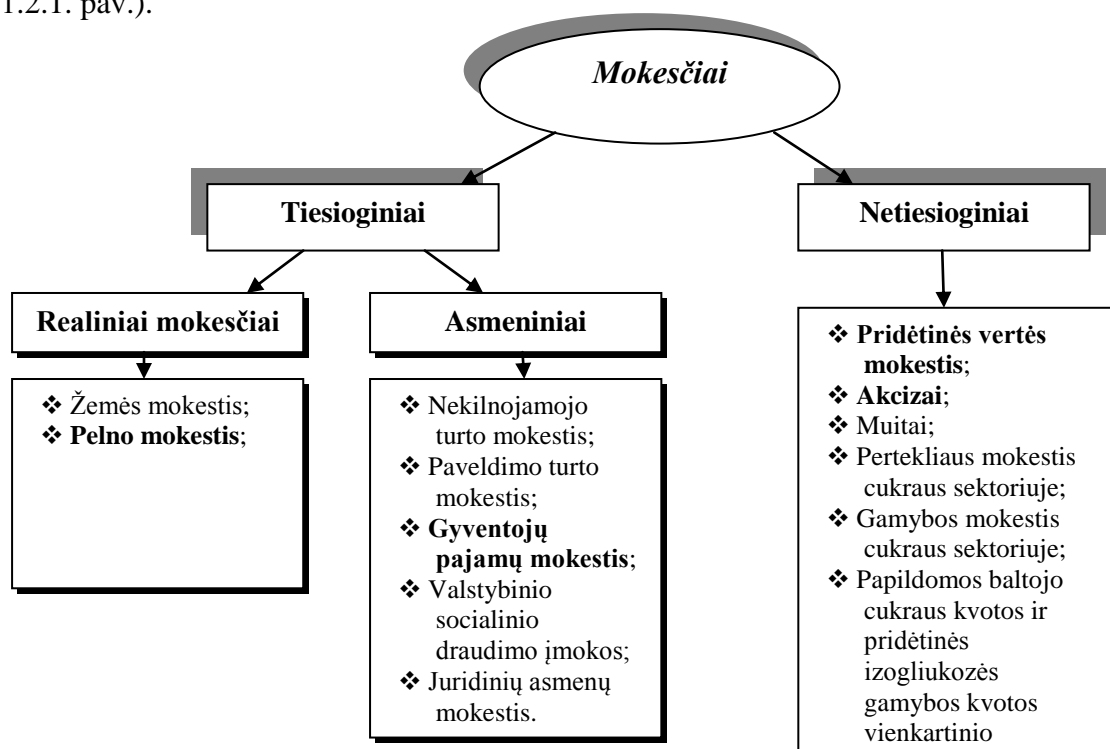 1.2.1. pav.).
Mokesčiai
Tiesioginiai
Netiesioginiai
Realiniai mokesčiai
Asmeniniai
❖ Žemės mokestis;
❖ Pelno mokestis;
❖ Nekilnojamojo
turto mokestis;
❖ Paveldimo turto
mokestis;
❖ Gyventojų
pajamų mokestis;
❖ Valstybinio
socialinio
draudimo įmokos;
❖ Juridinių asmenų
mokestis.
❖ Pridėtinės vertės
mokestis;
❖ Akcizai;
❖ Muitai;
❖ Pertekliaus mokestis
cukraus sektoriuje;
❖ Gamybos mokestis
cukraus sektoriuje;
❖ Papildomos baltojo
cukraus kvotos ir
pridėtinės
izogliukozės
gamybos kvotos
vienkartinio